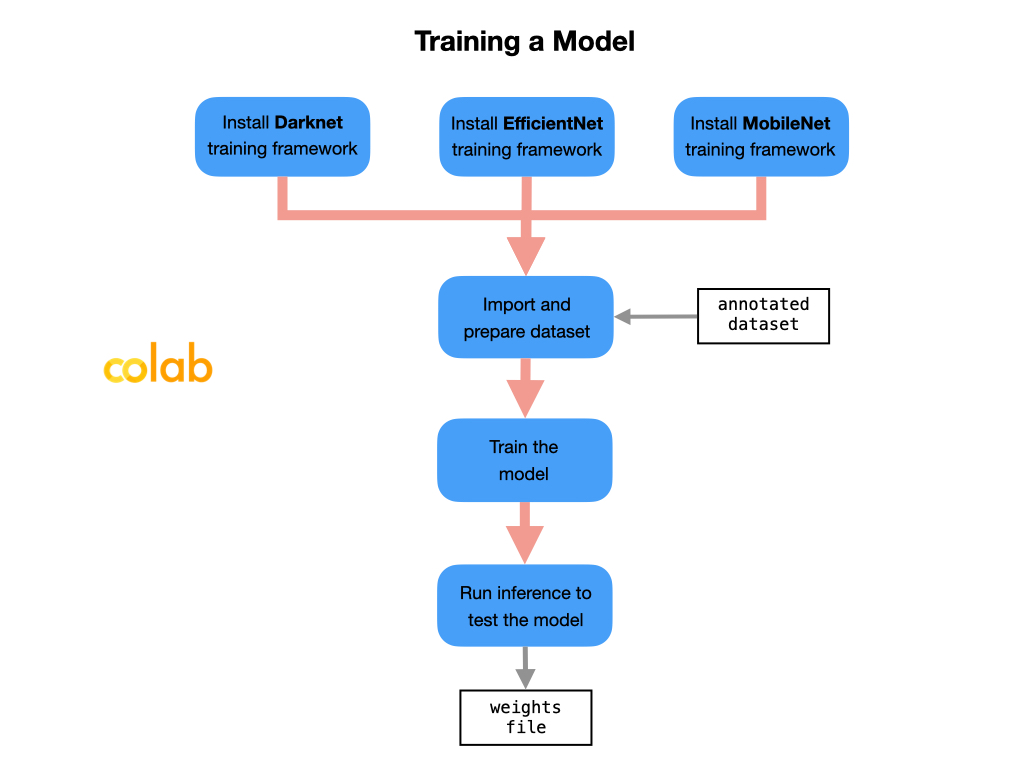 Training a Model
Install Darknet
training framework
Install EfficientNet
training framework
Install MobileNet
training framework
Import and
prepare dataset
annotated
dataset
colab
Train the
model
Run inference to
test the model
weights
file